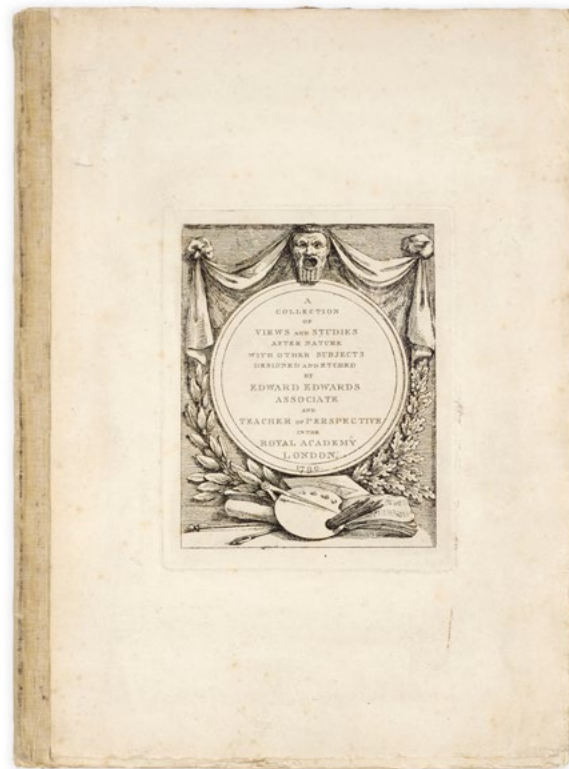 A
COLLECTION
OF
VIEWS AND STUDIES
AFTER NATURE
WITH OTHER SUBJECTS
DESIGNED AND ETCHED
BY
EDWARD EDWARDS
ASSOCIATE
AND
TEACHER OF PERSPECTIVE
IN THE
ROYAL ACADEMY
LONDON,